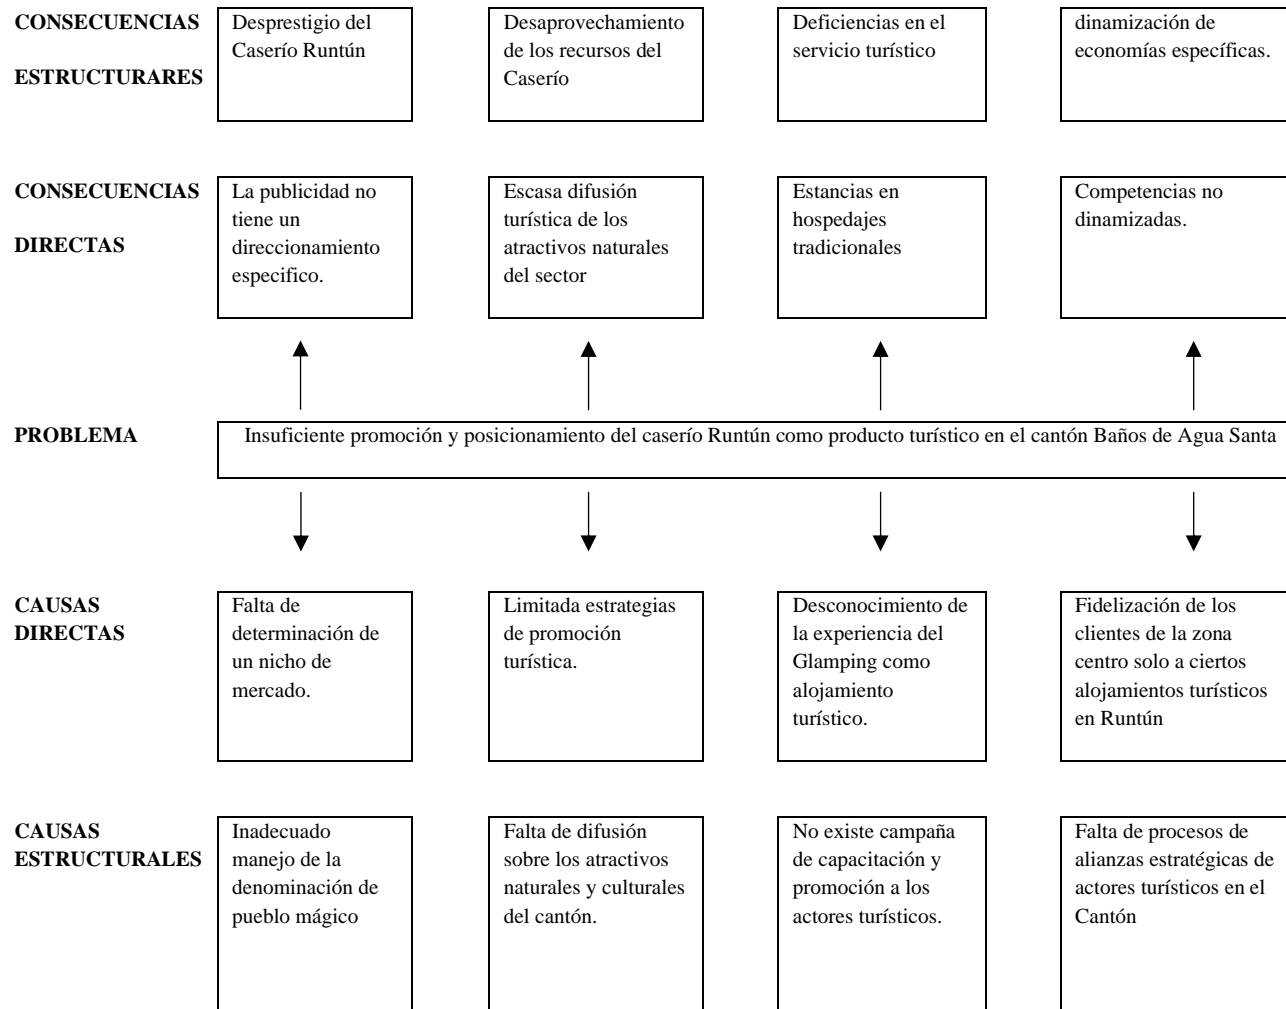 CONSECUENCIAS
ESTRUCTURARES
Desprestigio del
Caserío Runtún
Desaprovechamiento
de los recursos del
Caserío
Deficiencias en el
servicio turístico
dinamización de
economías específicas.
CONSECUENCIAS
DIRECTAS
La publicidad no
tiene un
direccionamiento
especifico.
Escasa difusión
turística de los
atractivos naturales
del sector
Estancias en
hospedajes
tradicionales
Competencias no
dinamizadas.
PROBLEMA
Insuficiente promoción y posicionamiento del caserío Runtún como producto turístico en el cantón Baños de Agua Santa
CAUSAS
DIRECTAS
Falta de
determinación de
un nicho de
mercado.
Limitada estrategias
de promoción
turística.
Desconocimiento de
la experiencia del
Glamping como
alojamiento
turístico.
Fidelización de los
clientes de la zona
centro solo a ciertos
alojamientos turísticos
en Runtún
CAUSAS
ESTRUCTURALES
Inadecuado
manejo de la
denominación de
pueblo mágico
Falta de difusión
sobre los atractivos
naturales y culturales
del cantón.
No existe campaña
de capacitación y
promoción a los
actores turísticos.
Falta de procesos de
alianzas estratégicas de
actores turísticos en el
Cantón